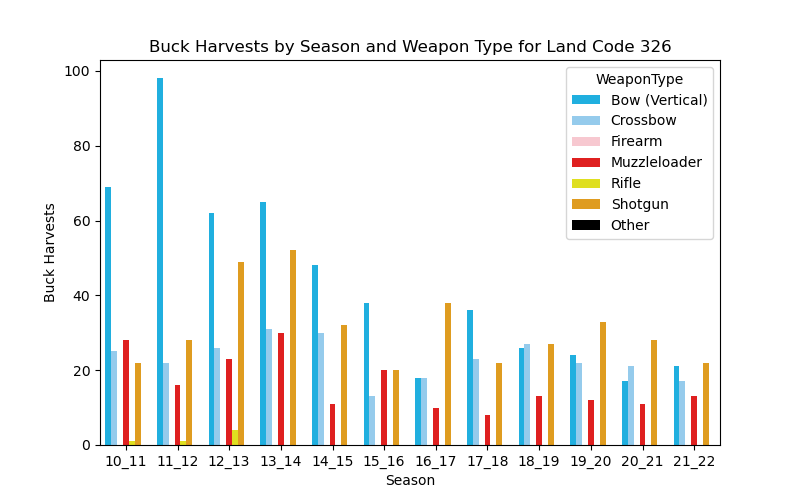 Buck Harvests by Season and Weapon Type for Land Code 326
WeaponType
Bow (Vertical)
Crossbow
Firearm
Muzzleloader
Rifle
Shotgun
Other
Buck Harvests
100
80
60
40
20
0
10_11 11_12 12_13 13_14 14_15 15_16 16_17 17_18 18_19 19_20 20_21 21_22
Season